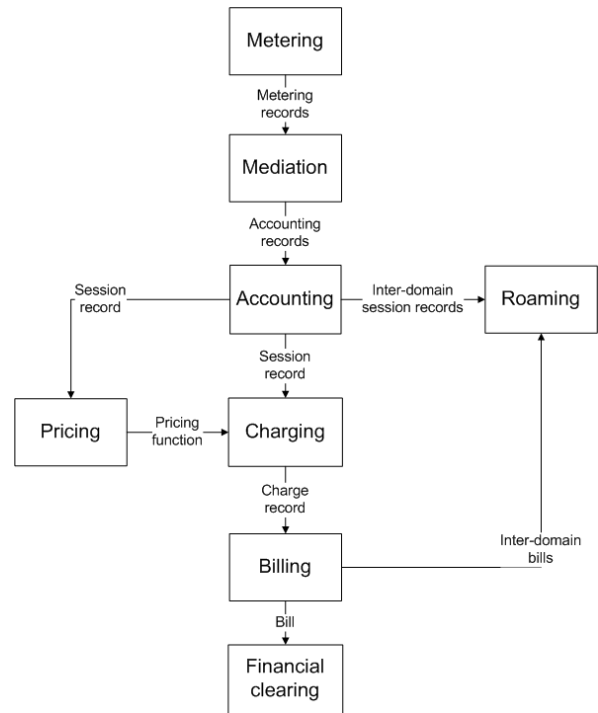 Metering
Metering
records
Mediation
Accounting
records
Session
record
Accounting
Inter-domain
session records
Roaming
Session
record
Pricing
Pricing
function
Charging
Charge
record
Billing
Inter-domain
bills
Bill
Financial
clearing